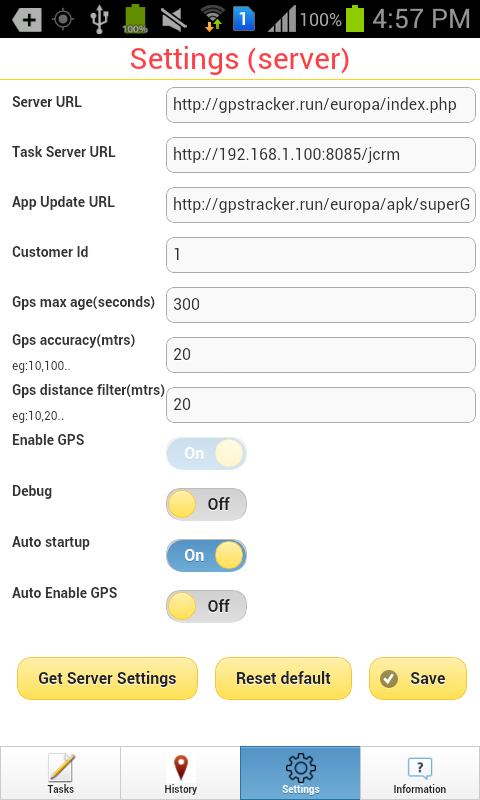 100%
1
100%
4:57 PM
Settings (server)
Server URL
http://gpstracker.run/europa/index.php
Task Server URL
http://192.168.1.100:8085/jcrm
App Update URL
http://gpstracker.run/europa/apk/superG
Customer Id
1
Gps max age(seconds)
300
Gps accuracy(mtrs)
eg:10,100..
20
Gps distance filter(mtrs)
eg:10,20..
20
Enable GPS
On
Debug
Off
Auto startup
On
Auto Enable GPS
Off
Get Server Settings
Reset default
Save
Tasks
History
Settings
?
Information